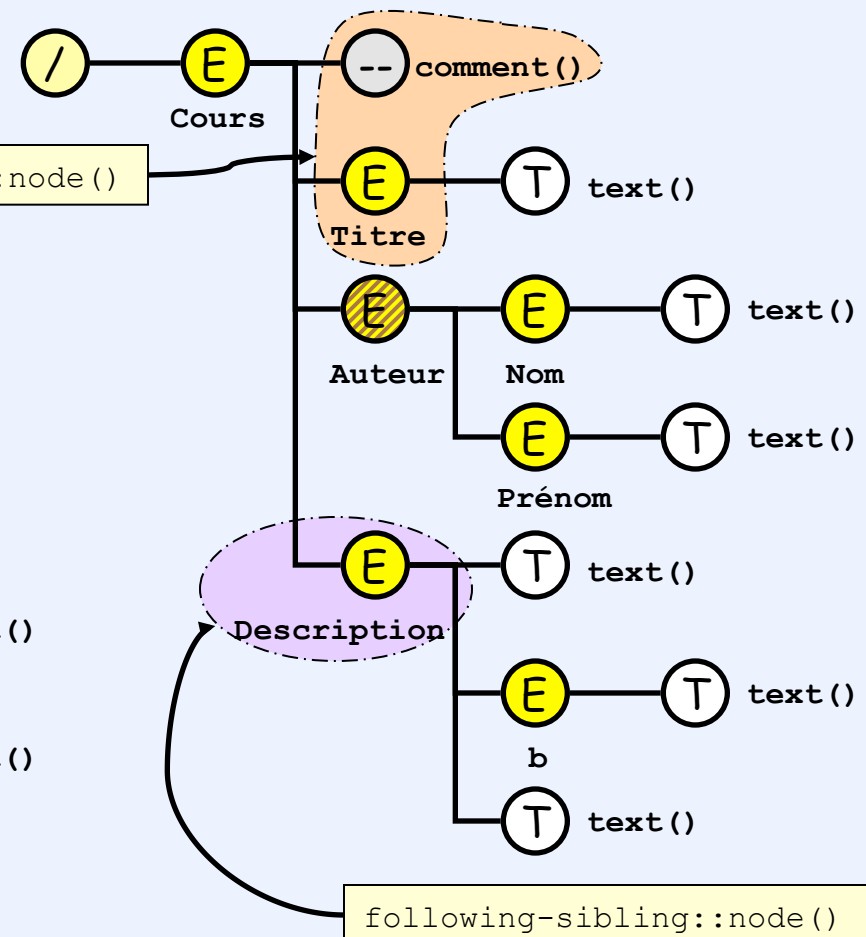 / E -- comment()
Cours
:node()
E T text()
Titre
E E T text()
Auteur Nom
E T text()
Prénom
E T text()
Description
()
E T text()
b
()
T text()
following-sibling::node()